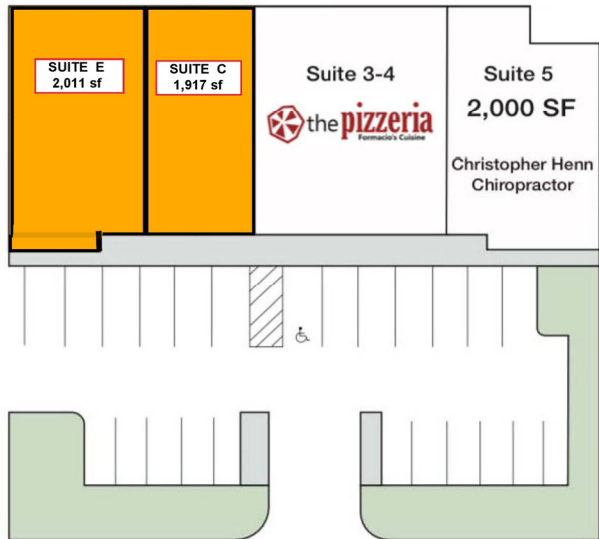 SUITE E
2,011 sf
SUITE C
1,917 sf
Suite 3-4
the pizzeria
Formacio's Cuisine
Suite 5
2,000 SF
Christopher Henn
Chiropractor